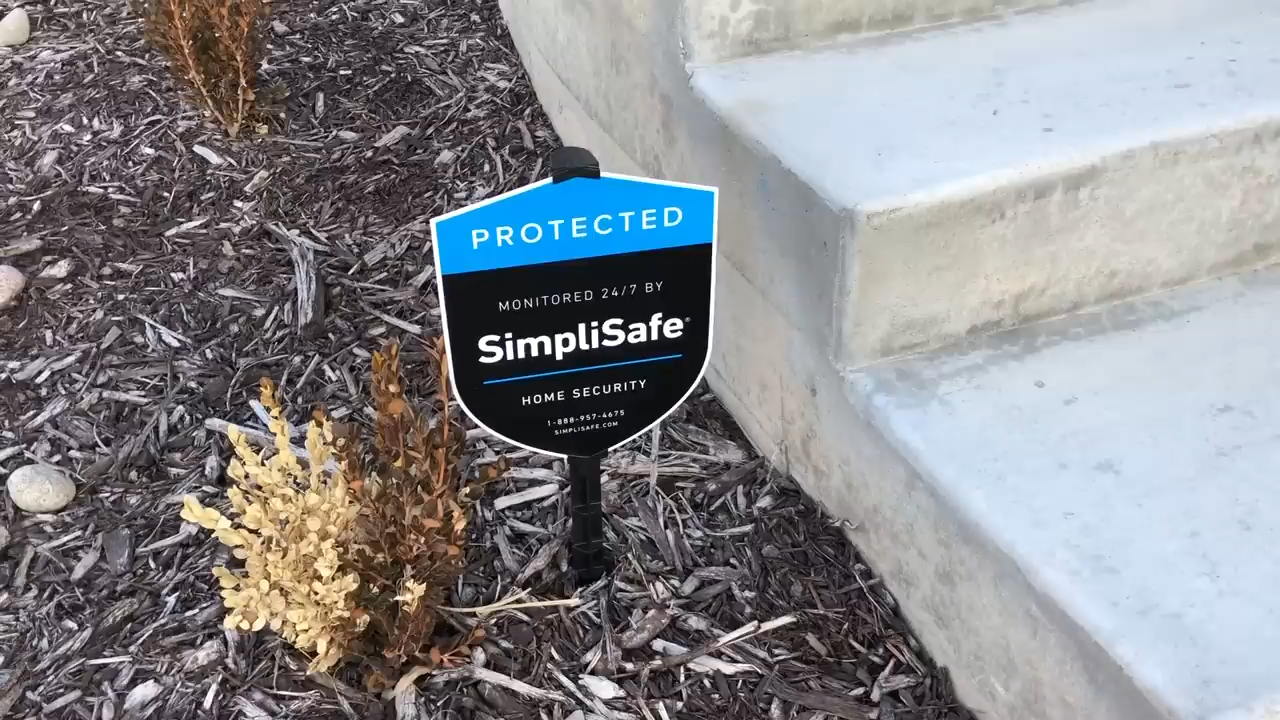 PROTECTED
MONITORED 24/7 BY
SimpliSafe®
HOME SECURITY
1-888-957-4675
SIMPLISAFE.COM